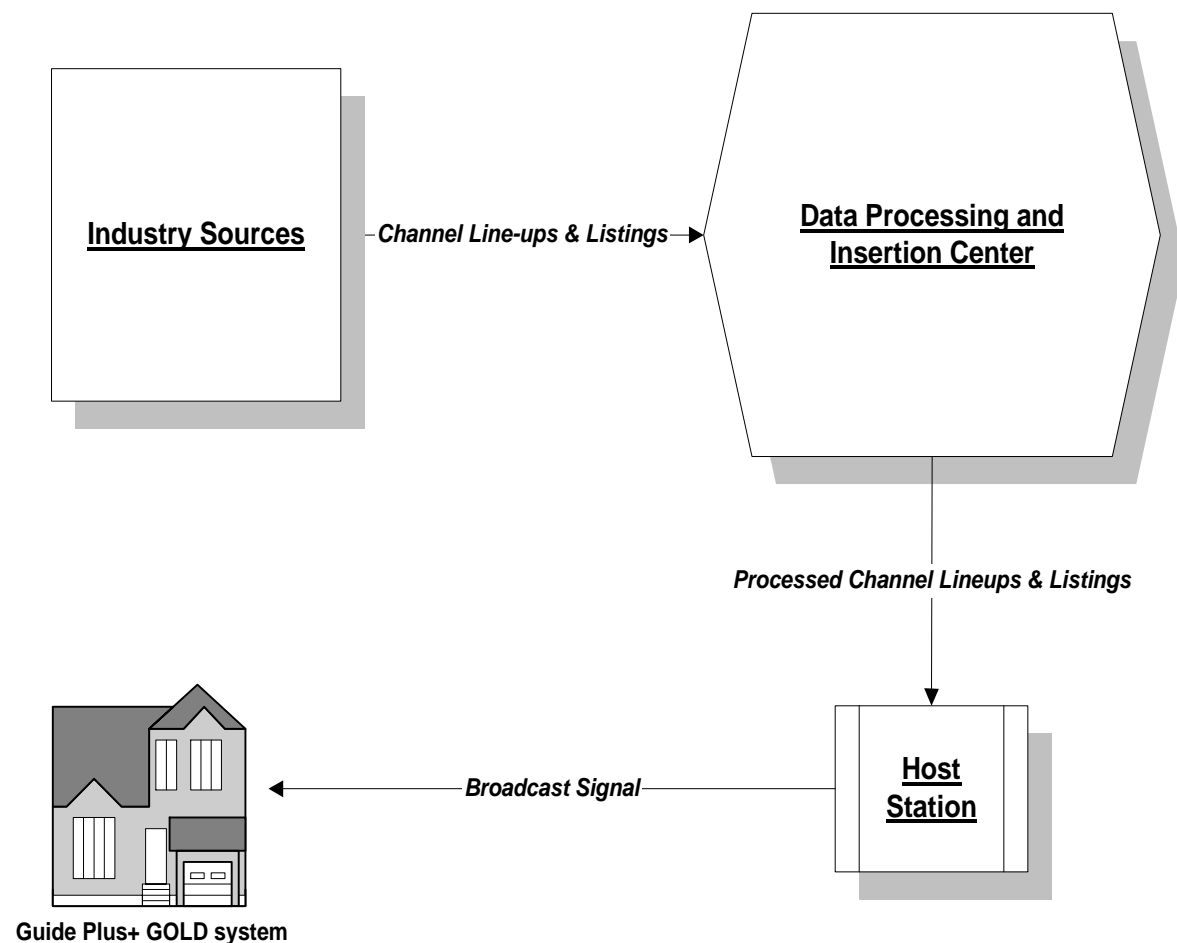 Industry Sources
Channel Line-ups & Listings
Data Processing and
Insertion Center
Processed Channel Lineups & Listings
Host
Station
Broadcast Signal
Guide Plus+ GOLD system